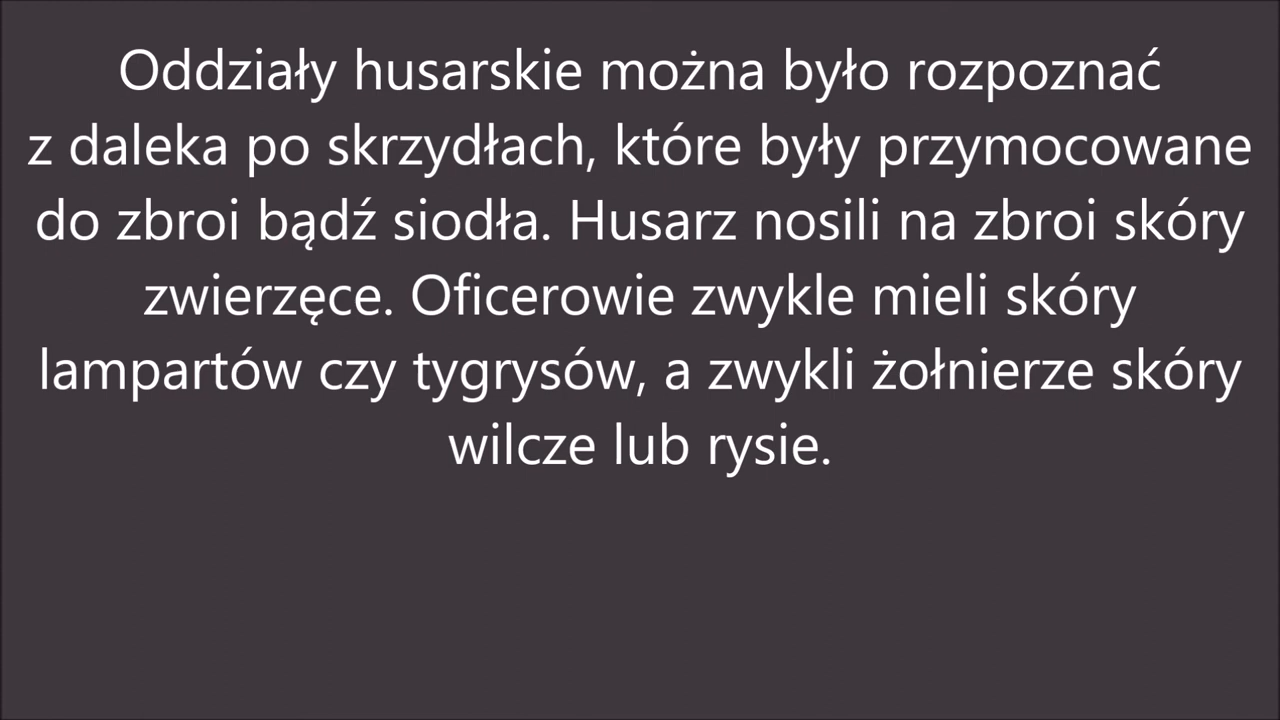 Oddziały husarskie można było rozpoznać
z daleka po skrzydłach, które były przymocowane
do zbroi bądź siodła. Husarz nosili na zbroi skóry
zwierzęce. Oficerowie zwykle mieli skóry
lampartów czy tygrysów, a zwykli żołnierze skóry
wilcze lub rysie.